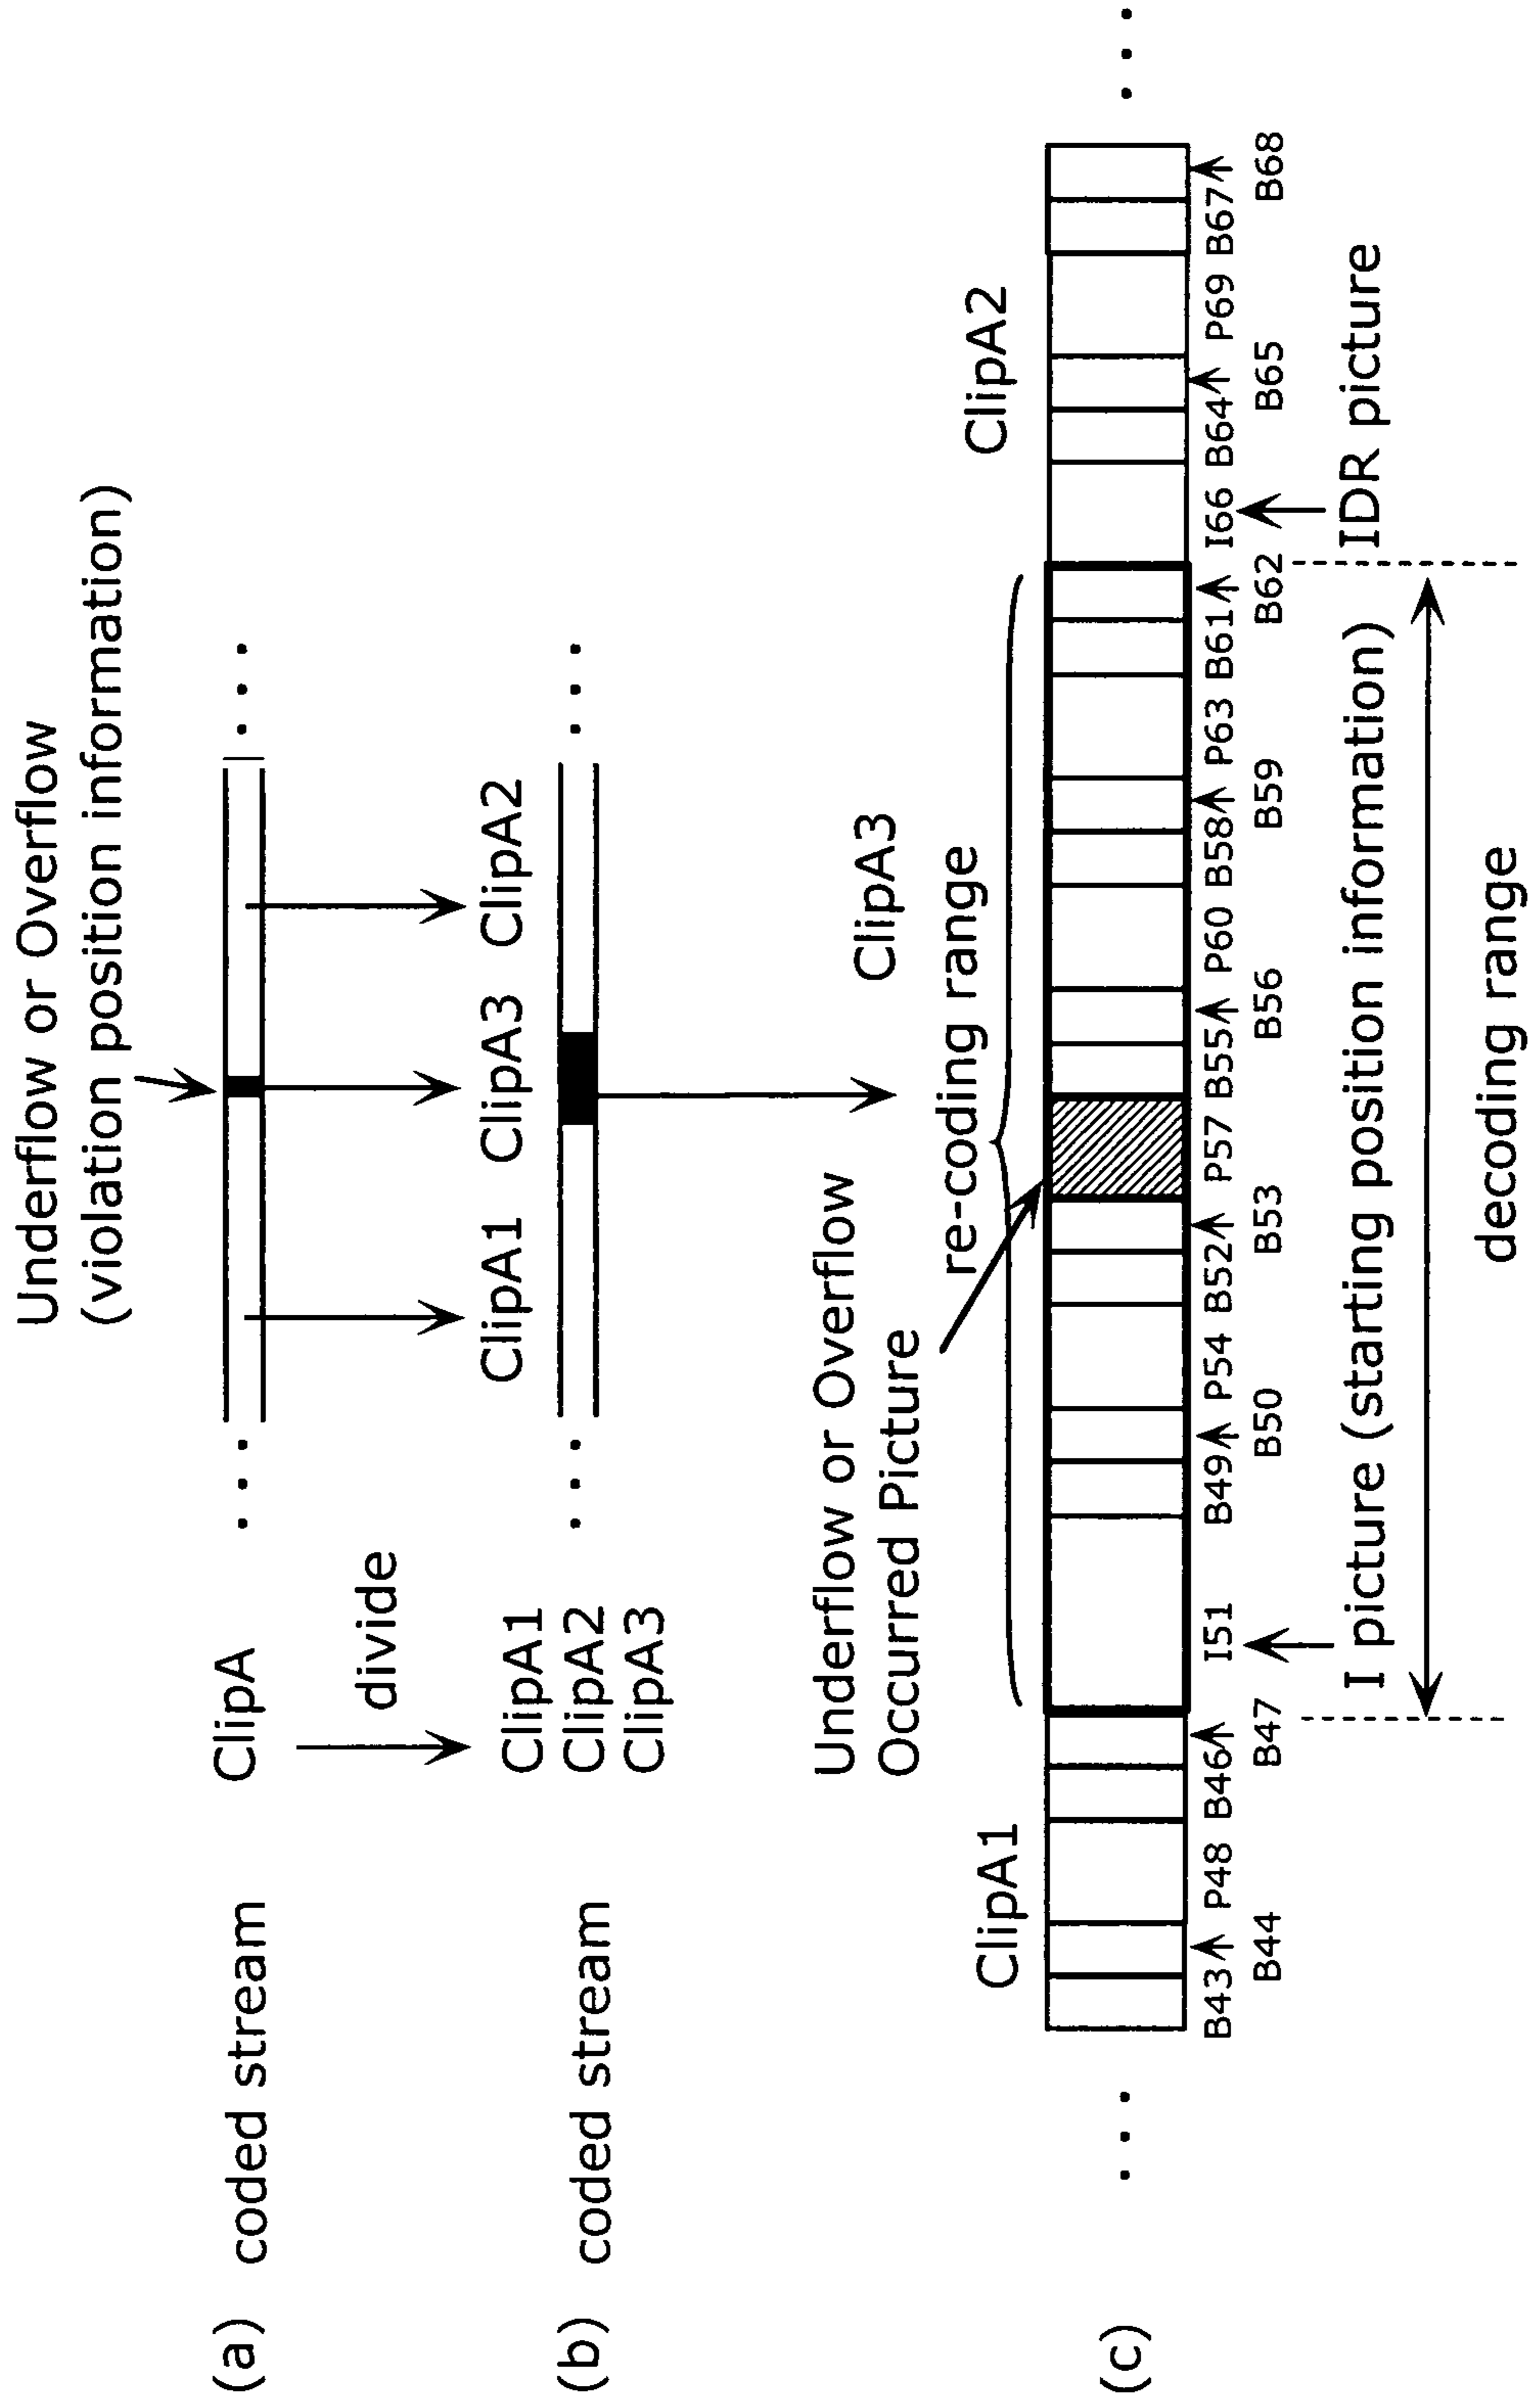 Underflow or Overflow
(violation position information)
(a) coded stream
ClipA
. . .
. . .
divide
ClipA1
ClipA2
ClipA3
ClipA1
ClipA3
ClipA2
(b) coded stream
. . .
. . .
Underflow or Overflow
Occurred Picture
ClipA3
re-coding range
ClipA1
ClipA2
(c)
. . .
. . .
B43 P48 B46 I51 B49 P54 B52 P57 B55 P60 B58 P63 B61 I66 B64 P69 B67
B44 B47 B50 B53 B56 B59 B62 B65 B68
I picture (starting position information)
IDR picture
decoding range